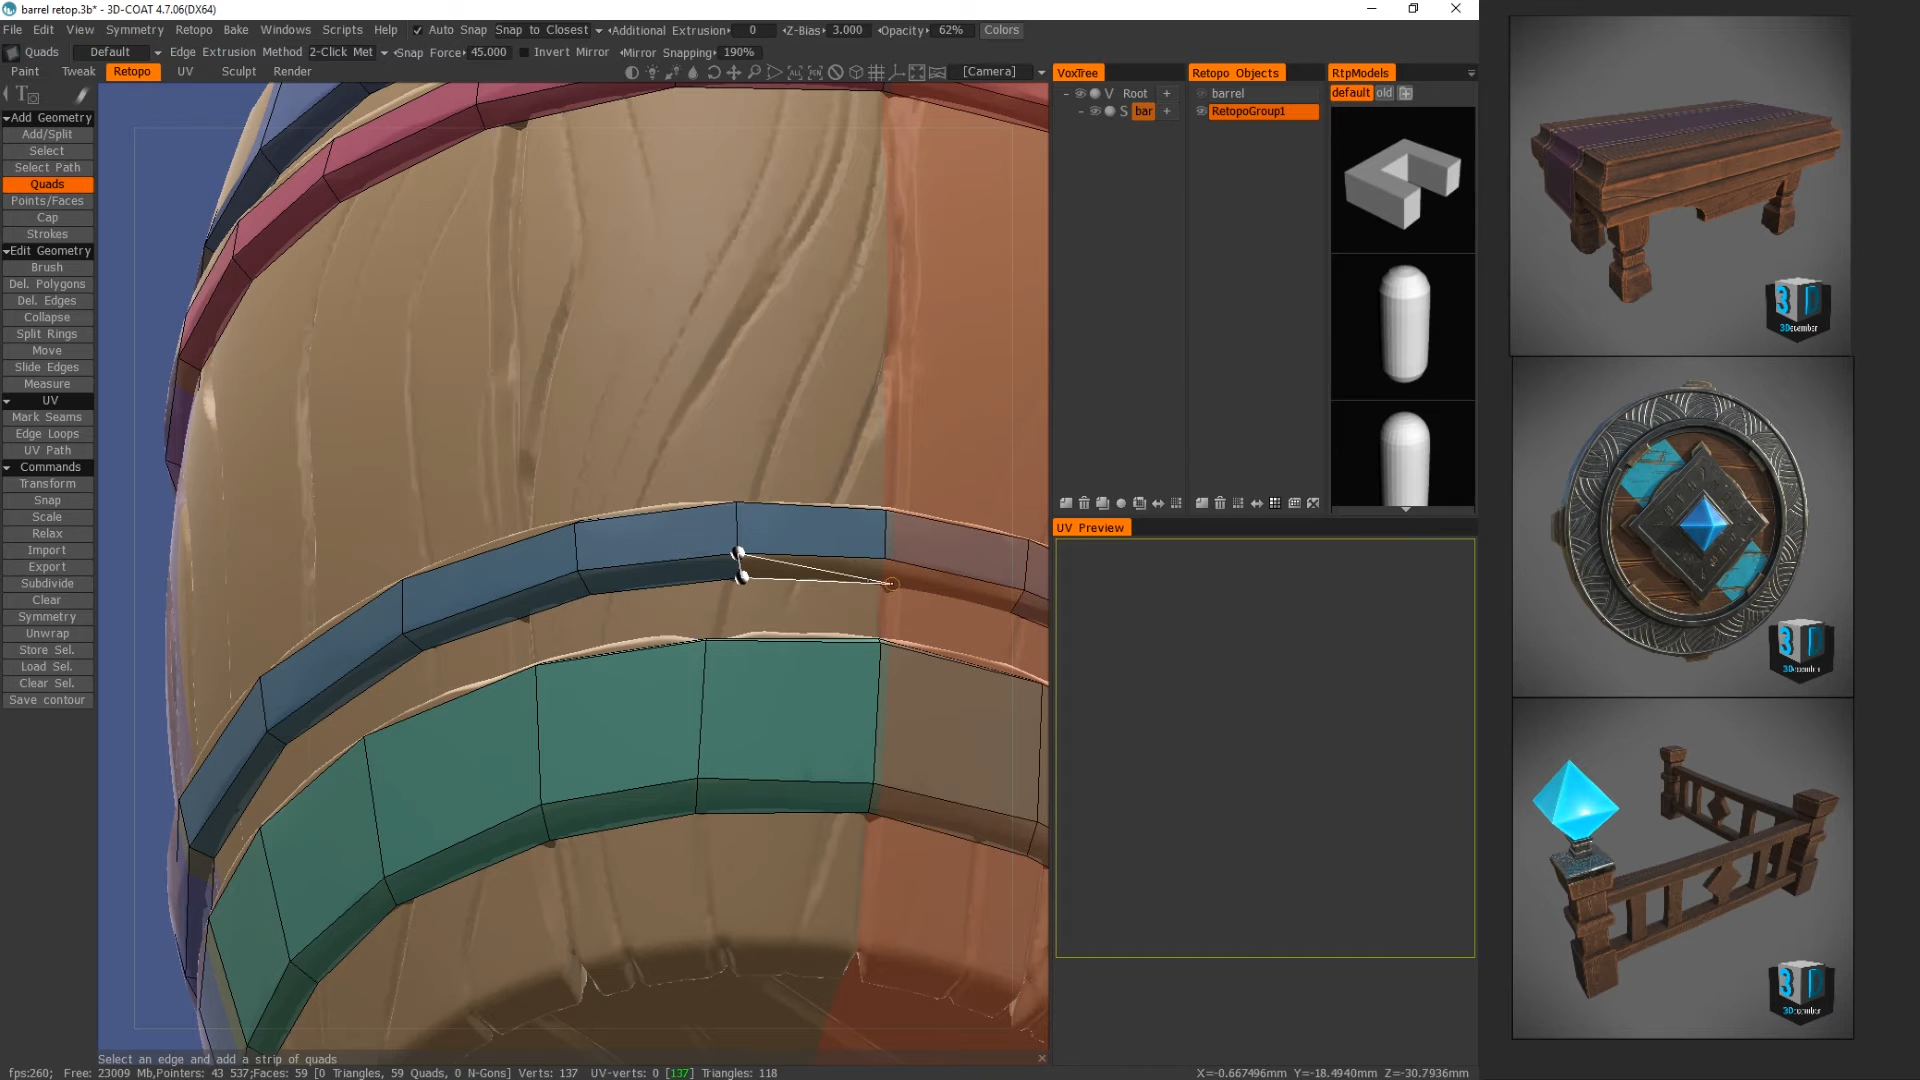 barrel retop.3b* - 3D-COAT 4.7.06(DX64)
File Edit View Symmetry Retopo Bake Windows Scripts Help Auto Snap Snap to Closest Additional Extrusion 0 Z-Bias 3.000 Opacity 62% Colors
Quads Default Edge Extrusion Method 2-Click Met Snap Force 45.000 Invert Mirror Mirror Snapping 190%
Paint Tweak Retopo UV Sculpt Render [Camera]
VoxTree Retopo Objects RtpModels
V Root + barrel default old
S bar + RetopoGroup1
Add Geometry
Add/Split
Select
Select Path
Quads
Points/Faces
Cap
Strokes
Edit Geometry
Brush
Del. Polygons
Del. Edges
Collapse
Split Rings
Move
Slide Edges
Measure
UV
Mark Seams
Edge Loops
UV Path
Commands
Transform
Snap
Scale
Relax
Import
Export
Subdivide
Clear
Symmetry
Unwrap
Store Sel.
Load Sel.
Clear Sel.
Save contour
UV Preview
3D
3December
3D
3December
3D
3December
Select an edge and add a strip of quads
fps:260; Free: 23009 Mb,Pointers: 43 537;Faces: 59 [0 Triangles, 59 Quads, 0 N-Gons] Verts: 137 UV-verts: 0 [137] Triangles: 118 X=-0.667496mm Y=-18.4940mm Z=-30.7936mm